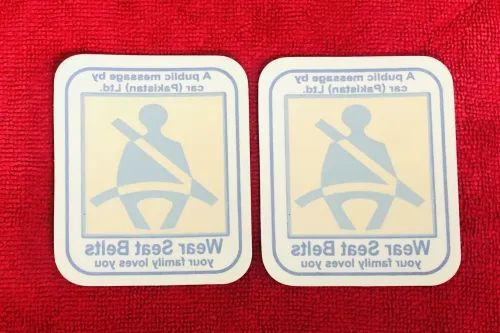 A public message by
car (Pakistan) Ltd.
Wear Seat Belts
your family loves you
A public message by
car (Pakistan) Ltd.
Wear Seat Belts
your family loves you